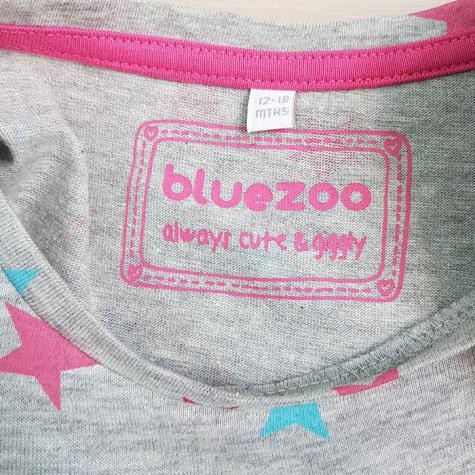 12-18
MTHS
bluezoo
always cute & giggly